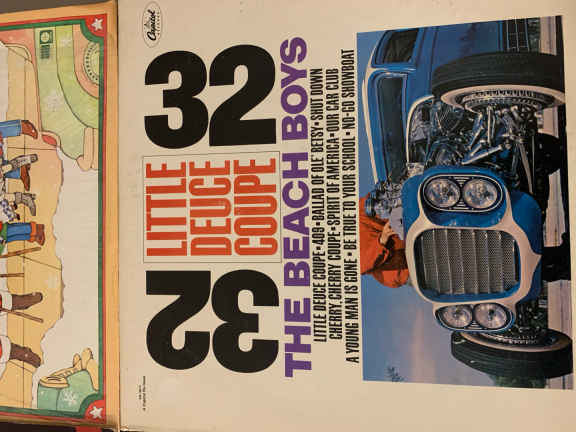 Capitol
32
LITTLE
DEUCE
COUPE
32
THE BEACH BOYS
LITTLE DEUCE COUPE • 409 • BALLAD OF OLE' BETSY • SHUT DOWN
CHERRY, CHERRY COUPE • SPIRIT OF AMERICA • OUR CAR CLUB
A YOUNG MAN IS GONE • BE TRUE TO YOUR SCHOOL • NO-GO SHOWBOAT